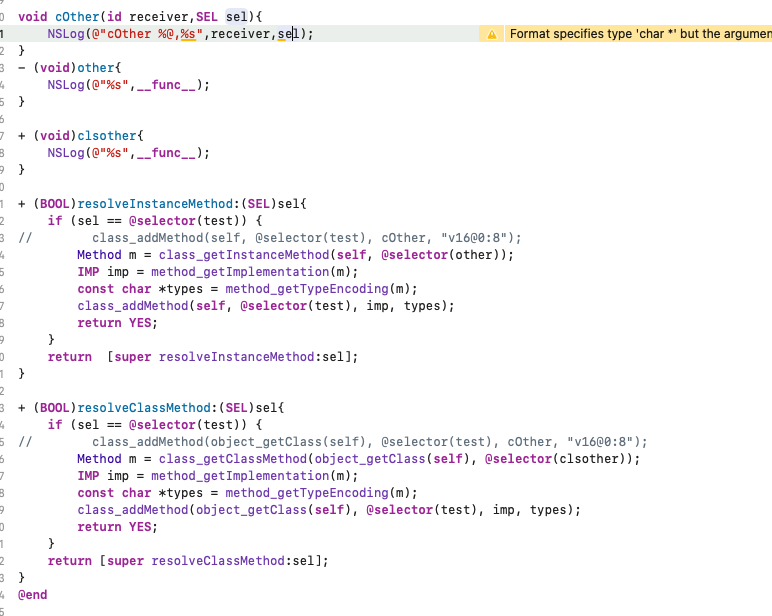 0 void cOther(id receiver,SEL sel){
1 NSLog(@"cOther %@,%s",receiver,sel); Format specifies type 'char *' but the argumen
2 }
3 − (void)other{
4 NSLog(@"%s",__func__);
5 }
6
7 + (void)clsother{
8 NSLog(@"%s",__func__);
9 }
0
1 + (BOOL)resolveInstanceMethod:(SEL)sel{
2 if (sel == @selector(test)) {
3 // class_addMethod(self, @selector(test), cOther, "v16@0:8");
4 Method m = class_getInstanceMethod(self, @selector(other));
5 IMP imp = method_getImplementation(m);
6 const char *types = method_getTypeEncoding(m);
7 class_addMethod(self, @selector(test), imp, types);
8 return YES;
9 }
0 return [super resolveInstanceMethod:sel];
1 }
2
3 + (BOOL)resolveClassMethod:(SEL)sel{
4 if (sel == @selector(test)) {
5 // class_addMethod(object_getClass(self), @selector(test), cOther, "v16@0:8");
6 Method m = class_getClassMethod(object_getClass(self), @selector(clsother));
7 IMP imp = method_getImplementation(m);
8 const char *types = method_getTypeEncoding(m);
9 class_addMethod(object_getClass(self), @selector(test), imp, types);
0 return YES;
1 }
2 return [super resolveClassMethod:sel];
3 }
4 @end
5